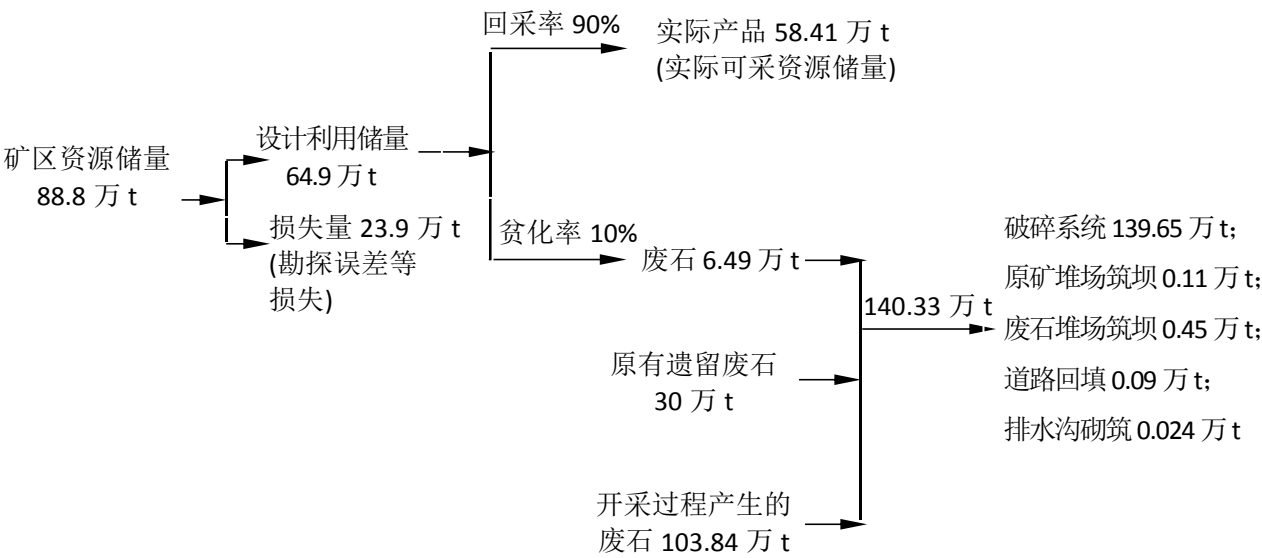 矿区资源储量
88.8 万 t
设计利用储量
64.9 万 t
损失量 23.9 万 t
(勘探误差等
损失)
回采率 90%
实际产品 58.41 万 t
(实际可采资源储量)
贫化率 10%
废石 6.49 万 t
原有遗留废石
30 万 t
开采过程产生的
废石 103.84 万 t
140.33 万 t
破碎系统 139.65 万 t;
原矿堆场筑坝 0.11 万 t;
废石堆场筑坝 0.45 万 t;
道路回填 0.09 万 t;
排水沟砌筑 0.024 万 t